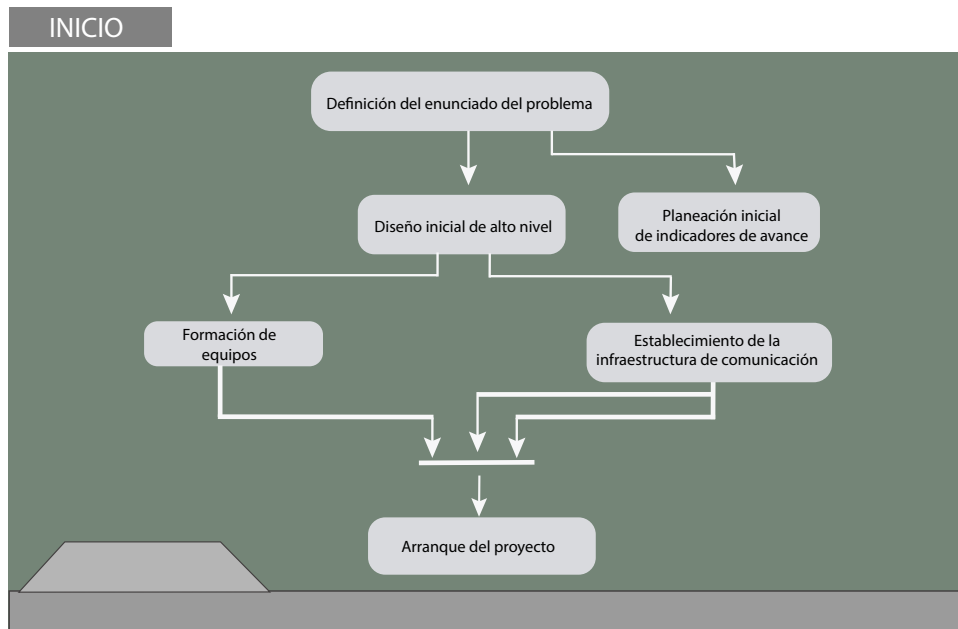 INICIO
Definición del enunciado del problema
Diseño inicial de alto nivel
Planeación inicial
de indicadores de avance
Formación de
equipos
Establecimiento de la
infraestructura de comunicación
Arranque del proyecto